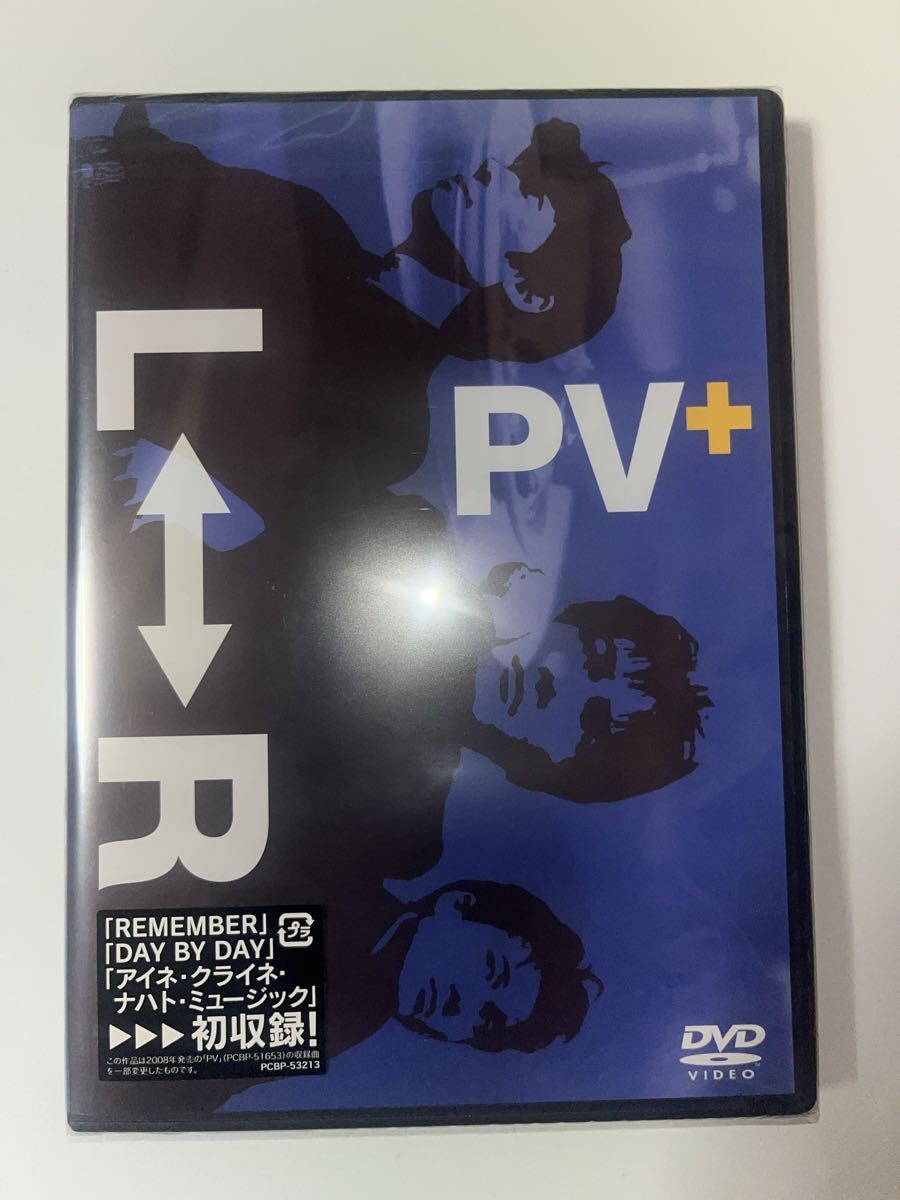 L↔R
PV+
「REMEMBER」
プラ
「DAY BY DAY」
「アイネ・クライネ・
ナハト・ミュージック」
▶▶▶初収録!
この作品は2008年発売の「PV」(PCBP-51653)の収録曲
を一部変更したものです。
PCBP-53213
DVD
VIDEO